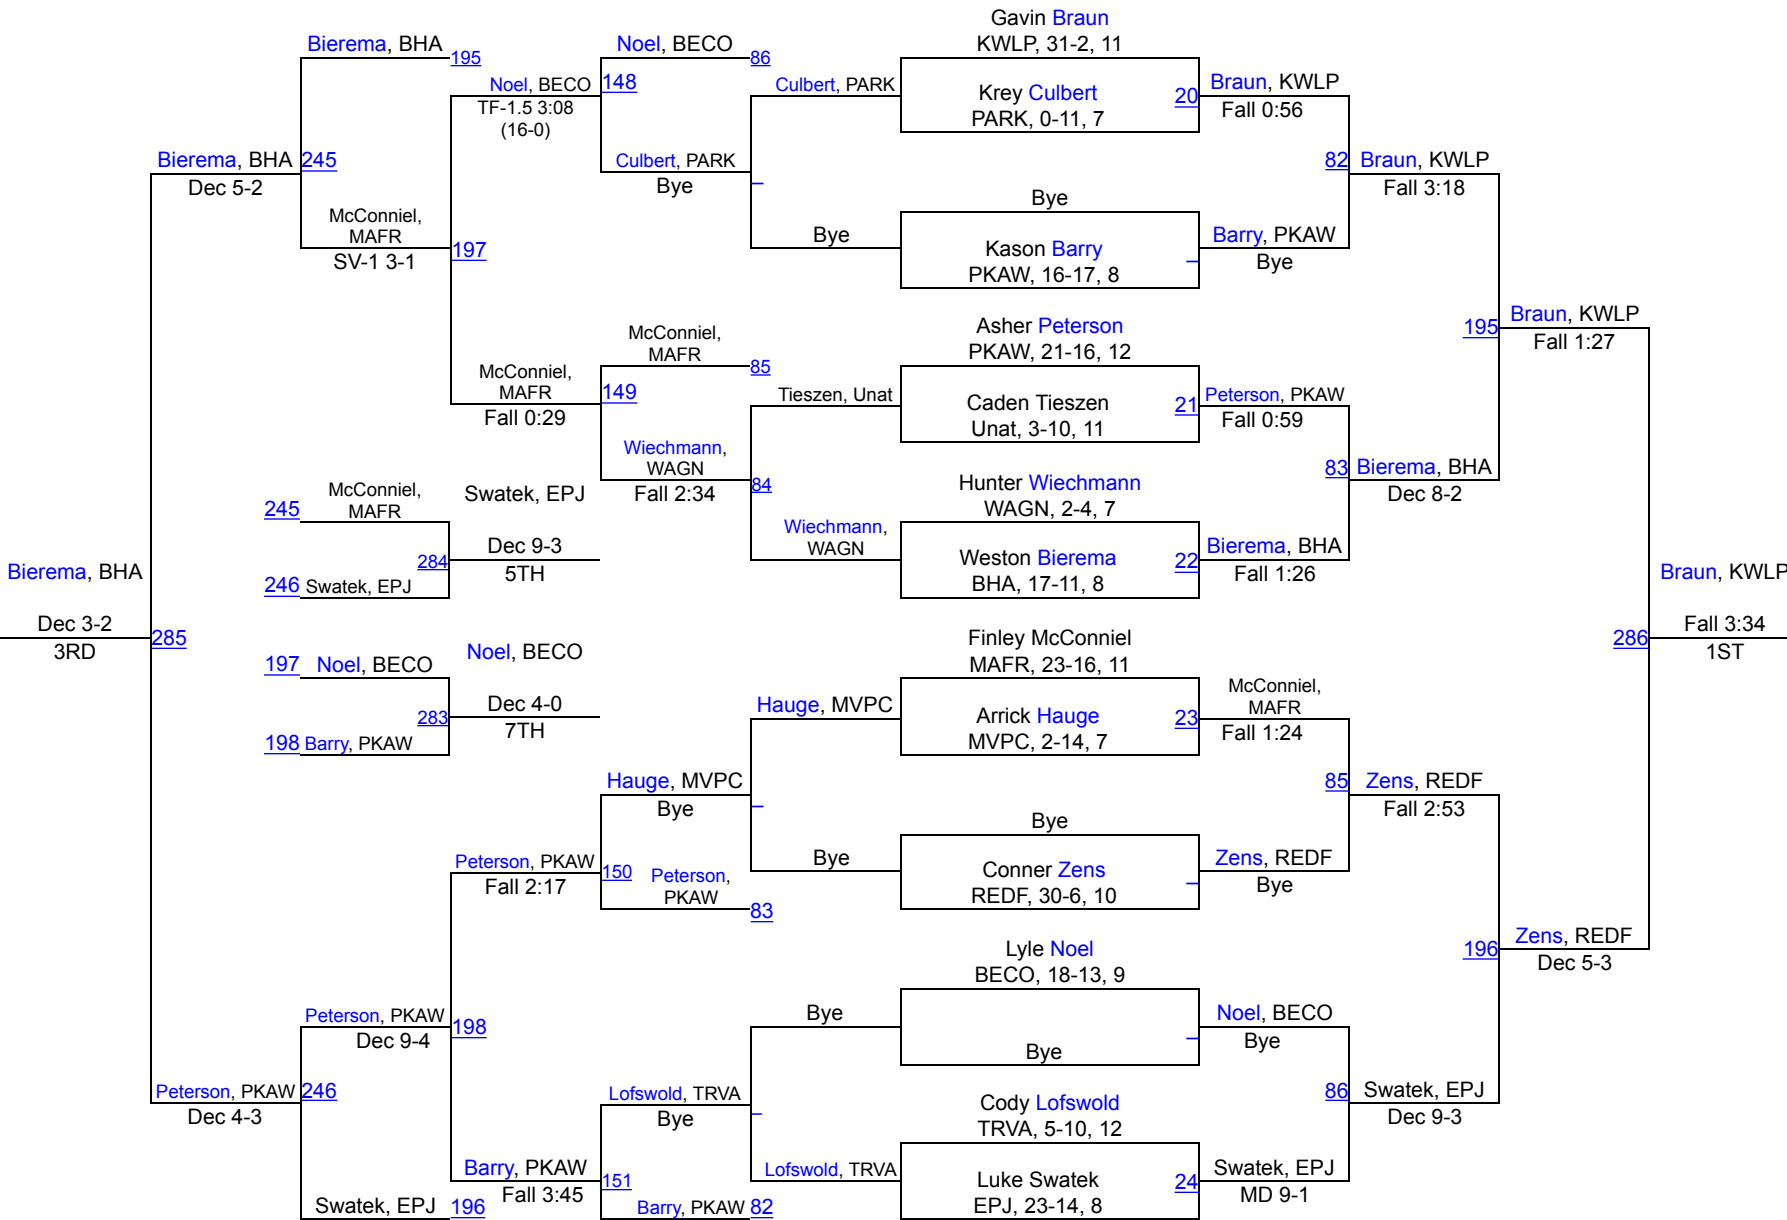 Gavin Braun
KWLP, 31-2, 11
Krey Culbert
PARK, 0-11, 7
20
Braun, KWLP
Fall 0:56
Bye
Kason Barry
PKAW, 16-17, 8
Barry, PKAW
Bye
82
Braun, KWLP
Fall 3:18
Asher Peterson
PKAW, 21-16, 12
Caden Tieszen
Unat, 3-10, 11
21
Peterson, PKAW
Fall 0:59
Hunter Wiechmann
WAGN, 2-4, 7
Weston Bierema
BHA, 17-11, 8
22
Bierema, BHA
Fall 1:26
83
Bierema, BHA
Dec 8-2
195
Braun, KWLP
Fall 1:27
Finley McConniel
MAFR, 23-16, 11
Arrick Hauge
MVPC, 2-14, 7
23
McConniel,
MAFR
Fall 1:24
Bye
Conner Zens
REDF, 30-6, 10
Zens, REDF
Bye
85
Zens, REDF
Fall 2:53
Lyle Noel
BECO, 18-13, 9
Bye
Noel, BECO
Bye
Cody Lofswold
TRVA, 5-10, 12
Luke Swatek
EPJ, 23-14, 8
24
Swatek, EPJ
MD 9-1
86
Swatek, EPJ
Dec 9-3
196
Zens, REDF
Dec 5-3
286
Braun, KWLP
Fall 3:34
1ST
Culbert, PARK
Bye
Culbert, PARK
Bye
Noel, BECO
86
148
Noel, BECO
TF-1.5 3:08
(16-0)
Tieszen, Unat
Wiechmann,
WAGN
84
Wiechmann,
WAGN
Fall 2:34
McConniel,
MAFR
85
149
McConniel,
MAFR
Fall 0:29
197
McConniel,
MAFR
SV-1 3-1
Bierema, BHA
195
245
Bierema, BHA
Dec 5-2
Hauge, MVPC
Bye
Hauge, MVPC
Bye
Peterson,
PKAW
83
150
Peterson, PKAW
Fall 2:17
Bye
Lofswold, TRVA
Lofswold, TRVA
Bye
Barry, PKAW
82
151
Barry, PKAW
Fall 3:45
198
Peterson, PKAW
Dec 9-4
Swatek, EPJ
196
246
Peterson, PKAW
Dec 4-3
285
Bierema, BHA
Dec 3-2
3RD
245
McConniel,
MAFR
246
Swatek, EPJ
284
Swatek, EPJ
Dec 9-3
5TH
197
Noel, BECO
198
Barry, PKAW
283
Noel, BECO
Dec 4-0
7TH